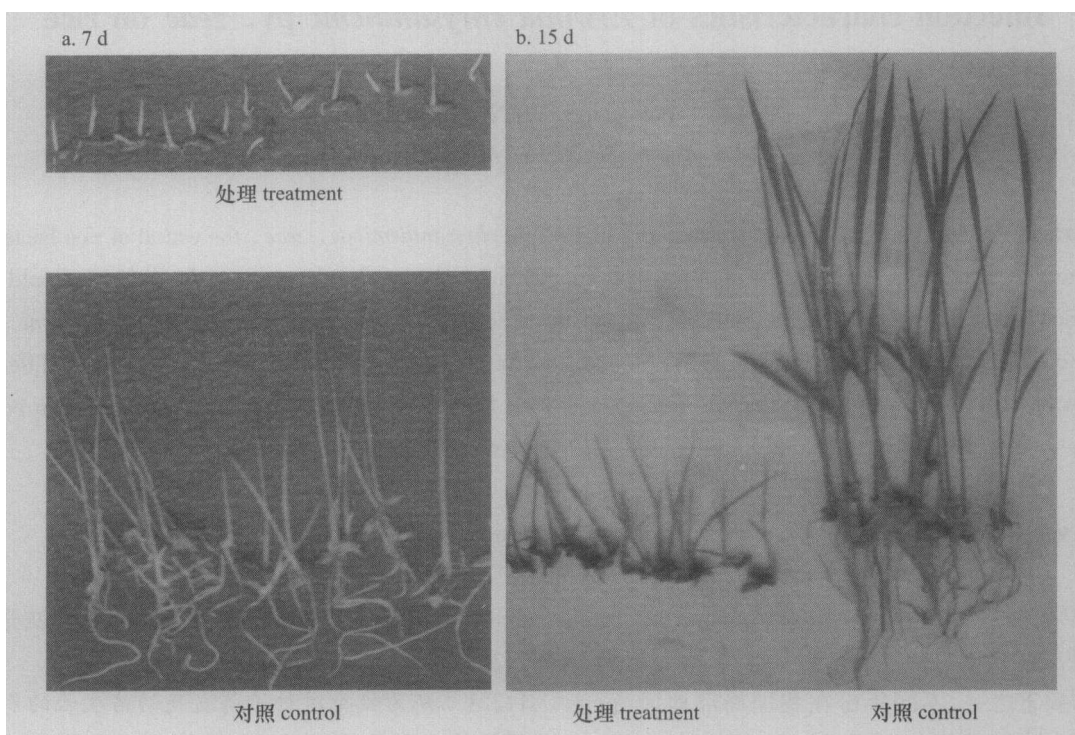 a. 7 d
b. 15 d
处理 treatment
对照 control
处理 treatment
对照 control